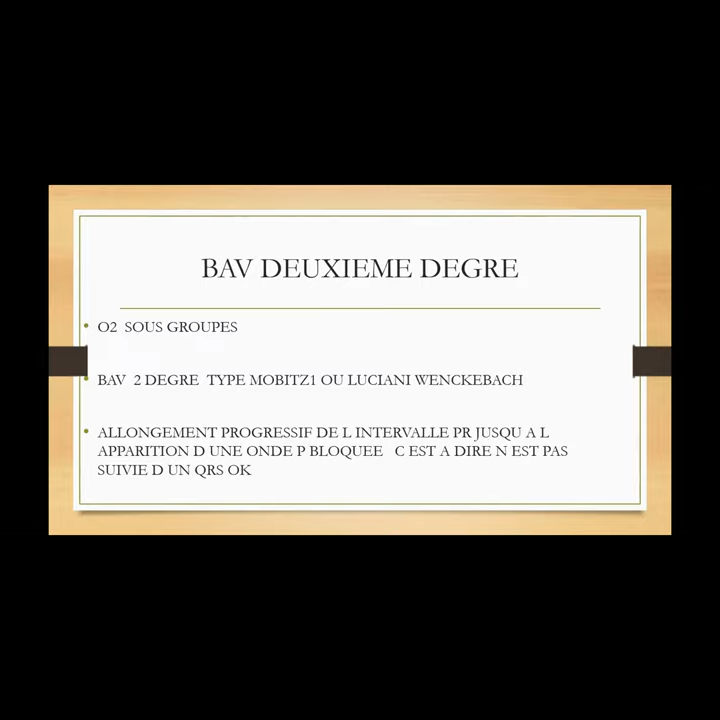 BAV DEUXIEME DEGRE
• O2 SOUS GROUPES
• BAV 2 DEGRE TYPE MOBITZ1 OU LUCIANI WENCKEBACH
• ALLONGEMENT PROGRESSIF DE L INTERVALLE PR JUSQU A L
APPARITION D UNE ONDE P BLOQUEE C EST A DIRE N EST PAS
SUIVIE D UN QRS OK